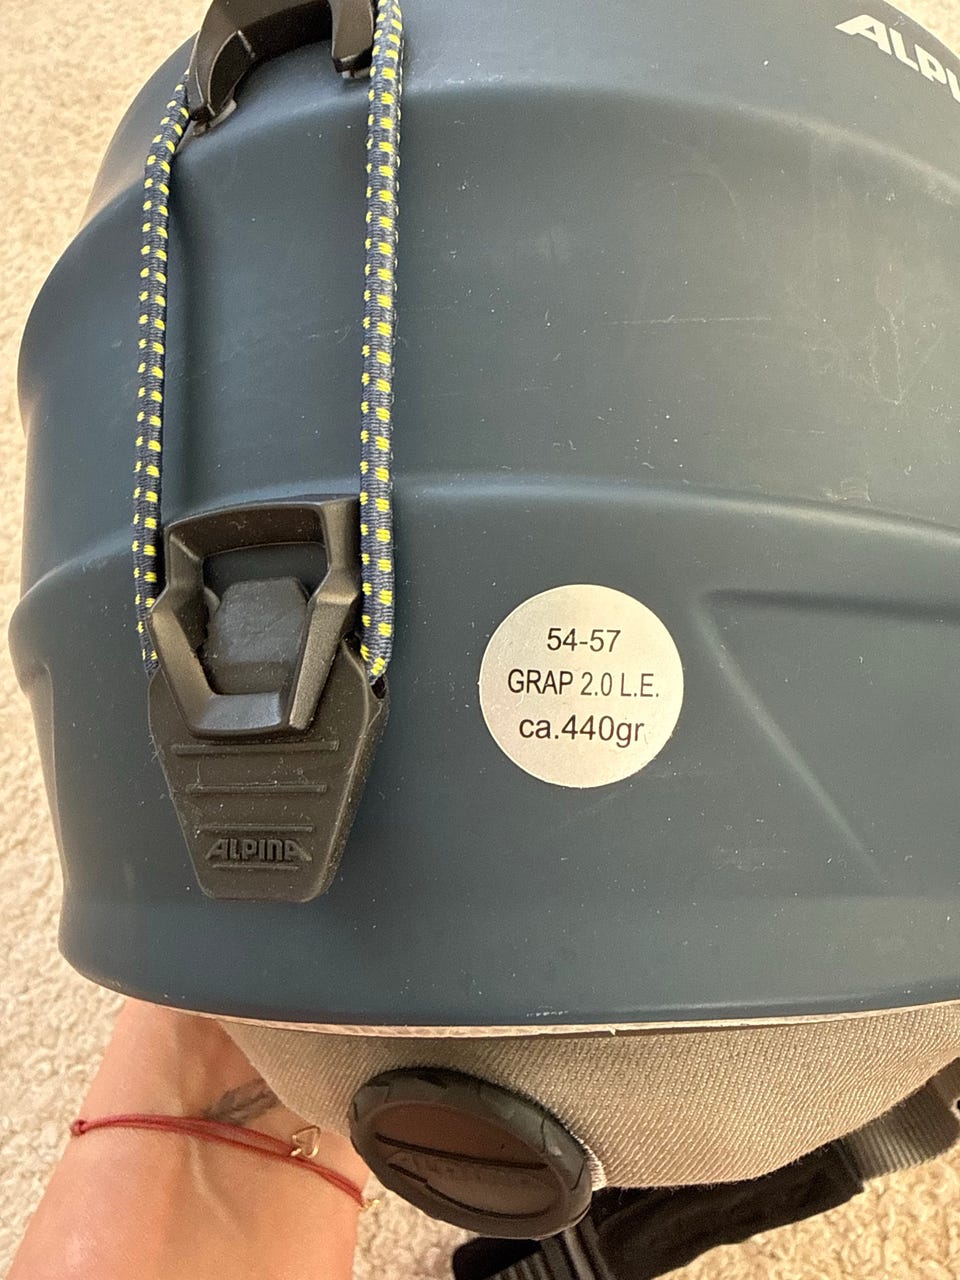 ALPI
54-57
GRAP 2.0 L.E.
ca.440gr
ALPINA